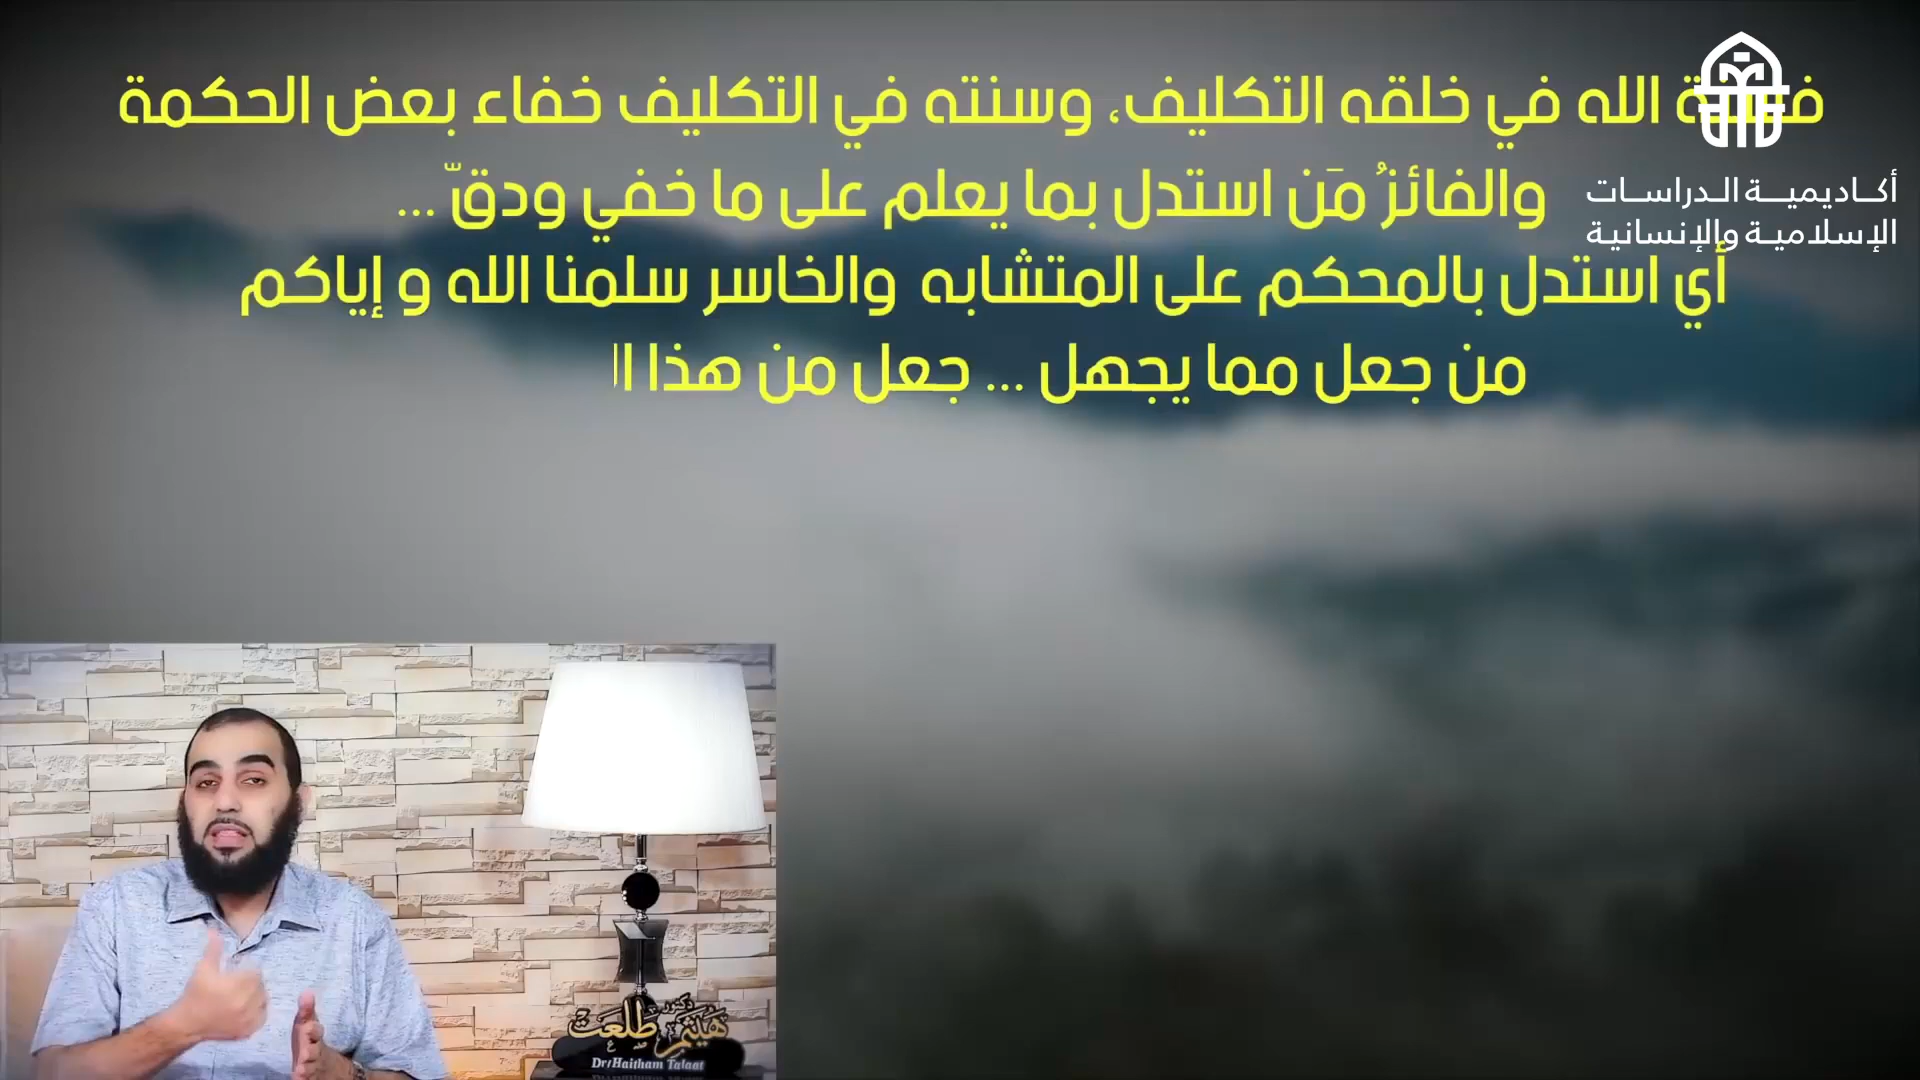 الله في خلقه التكليف، وسنته في التكليف خفاء بعض الحكمة
والفائزُ مَن استدل بما يعلم على ما خفي ودقّ ...
أي استدل بالمحكم على المتشابه والخاسر سلمنا الله و إياكم
من جعل مما يجهل ... جعل من هذا ال
أكاديمية الدراسات
الإسلامية والإنسانية
دكتور
هيثم طلعت
Dr/Haitham Talaat